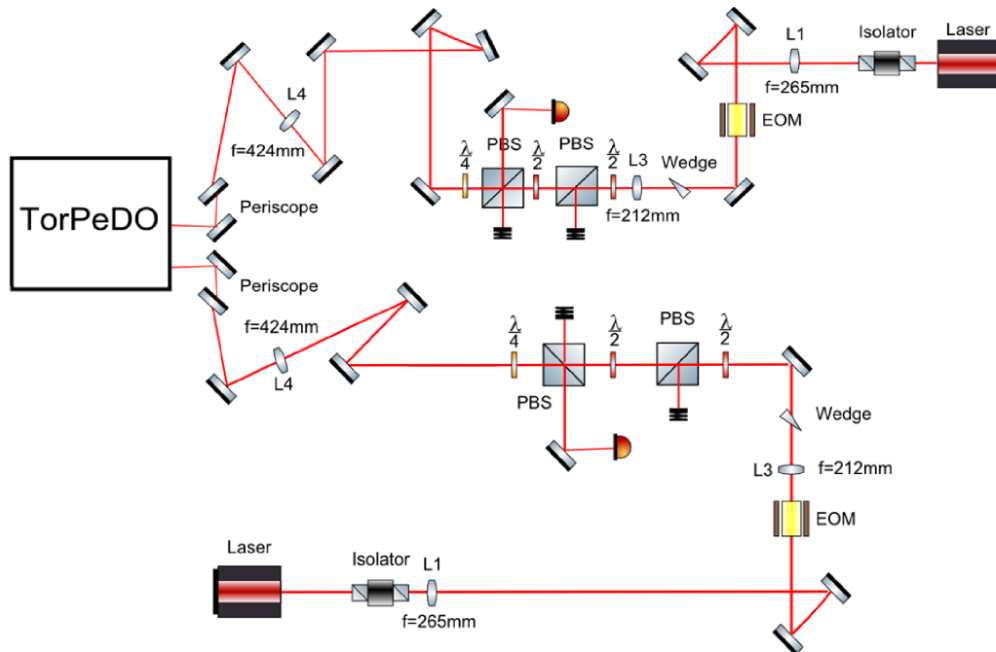 L1
Isolator
Laser
f=265mm
EOM
L4
f=424mm
λ
4
PBS
λ
2
PBS
λ
2
L3
Wedge
f=212mm
TorPeDO
Periscope
Periscope
f=424mm
L4
λ
4
PBS
λ
2
PBS
λ
2
Wedge
L3
f=212mm
EOM
Laser
Isolator
L1
f=265mm